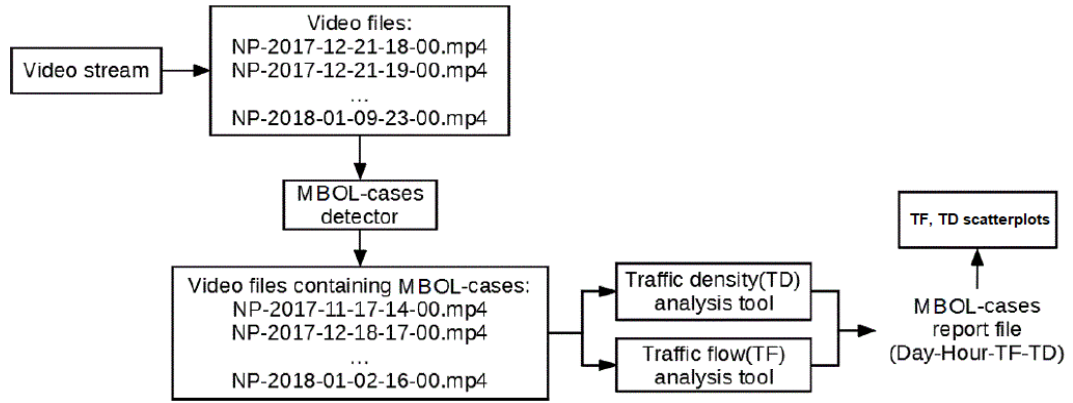 Video stream
Video files:
NP-2017-12-21-18-00.mp4
NP-2017-12-21-19-00.mp4
...
NP-2018-01-09-23-00.mp4
MBOL-cases
detector
Video files containing MBOL-cases:
NP-2017-11-17-14-00.mp4
NP-2017-12-18-17-00.mp4
...
NP-2018-01-02-16-00.mp4
Traffic density(TD)
analysis tool
Traffic flow(TF)
analysis tool
MBOL-cases
report file
(Day-Hour-TF-TD)
TF, TD scatterplots